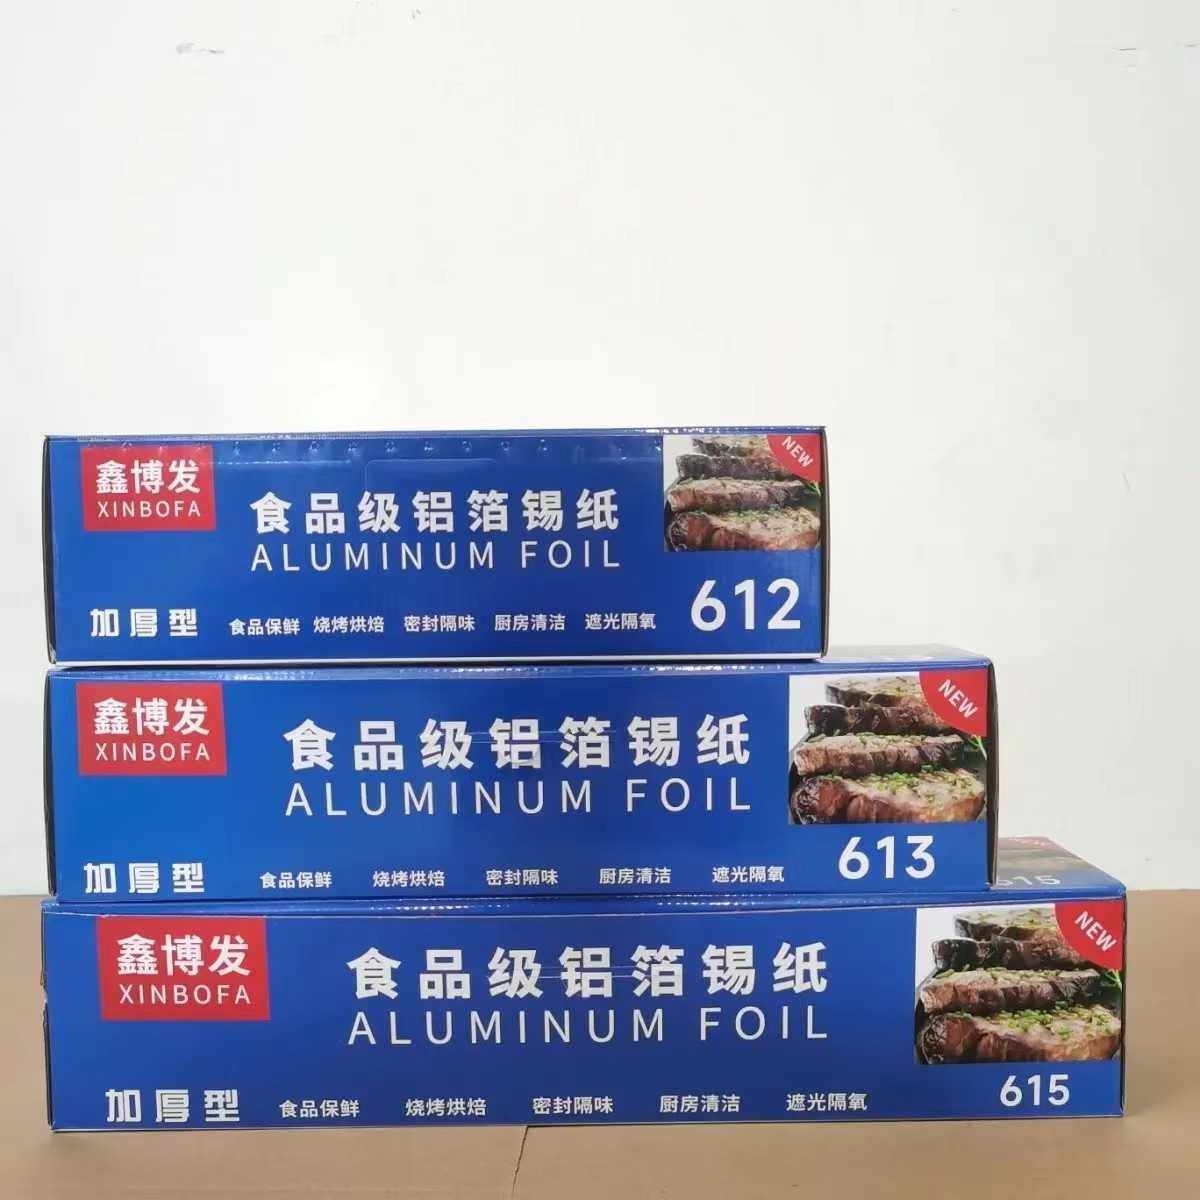 鑫博发
XINBOFA
食品级铝箔锡纸
ALUMINUM FOIL
NEW
加厚型 食品保鲜 烧烤烘焙 密封隔味 厨房清洁 遮光隔氧 612
鑫博发
XINBOFA
食品级铝箔锡纸
ALUMINUM FOIL
NEW
加厚型 食品保鲜 烧烤烘焙 密封隔味 厨房清洁 遮光隔氧 613
615
鑫博发
XINBOFA
食品级铝箔锡纸
ALUMINUM FOIL
NEW
加厚型 食品保鲜 烧烤烘焙 密封隔味 厨房清洁 遮光隔氧 615